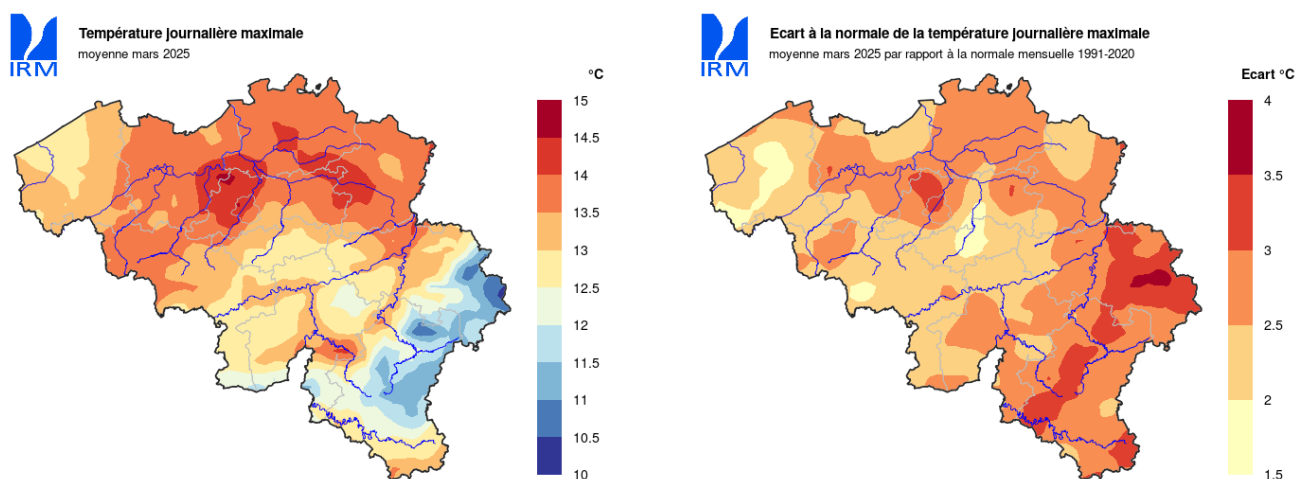 Température journalière maximale
moyenne mars 2025
IRM
°C
15
14.5
14
13.5
13
12.5
12
11.5
11
10.5
10
Ecart à la normale de la température journalière maximale
moyenne mars 2025 par rapport à la normale mensuelle 1991-2020
IRM
Ecart °C
4
3.5
3
2.5
2
1.5